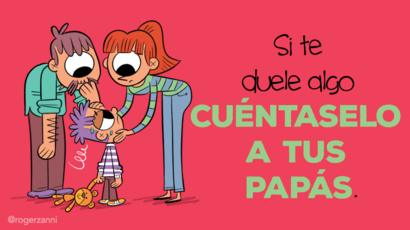 Si te
duele algo
CUÉNTASELO
A TUS
PAPÁS.
@rogerzanni